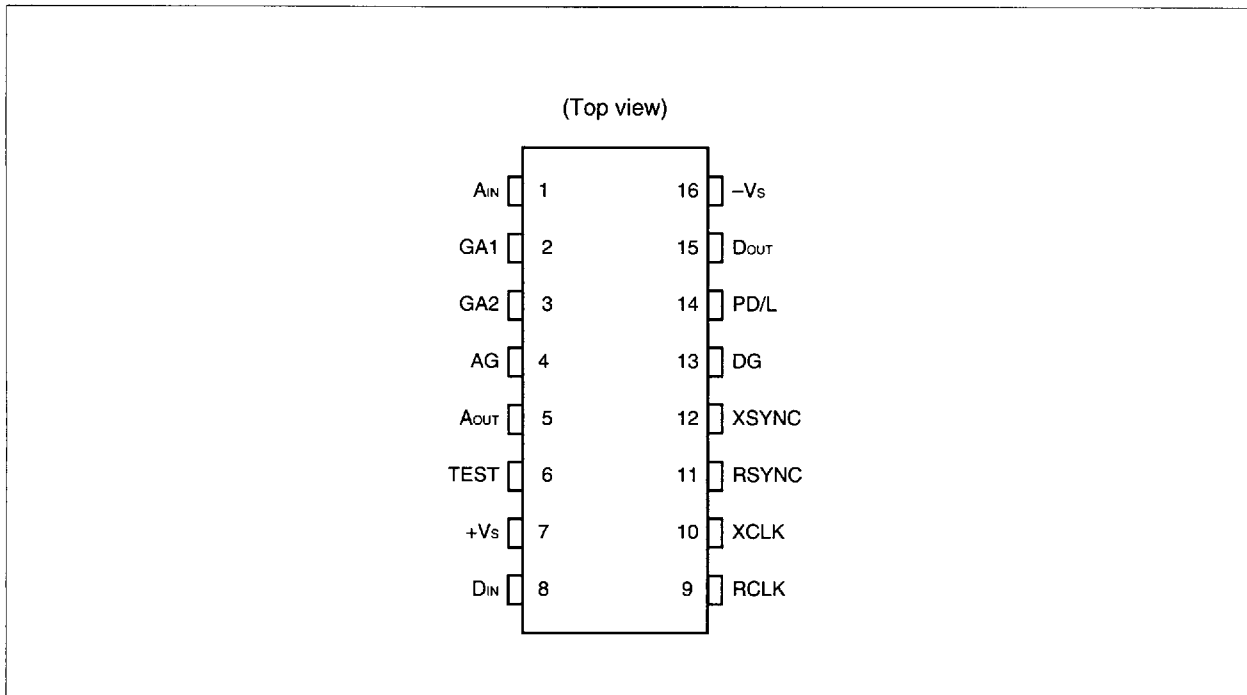 (Top view)
AIN 1 16 –Vs
GA1 2 15 DOUT
GA2 3 14 PD/L
AG 4 13 DG
AOUT 5 12 XSYNC
TEST 6 11 RSYNC
+Vs 7 10 XCLK
DIN 8 9 RCLK